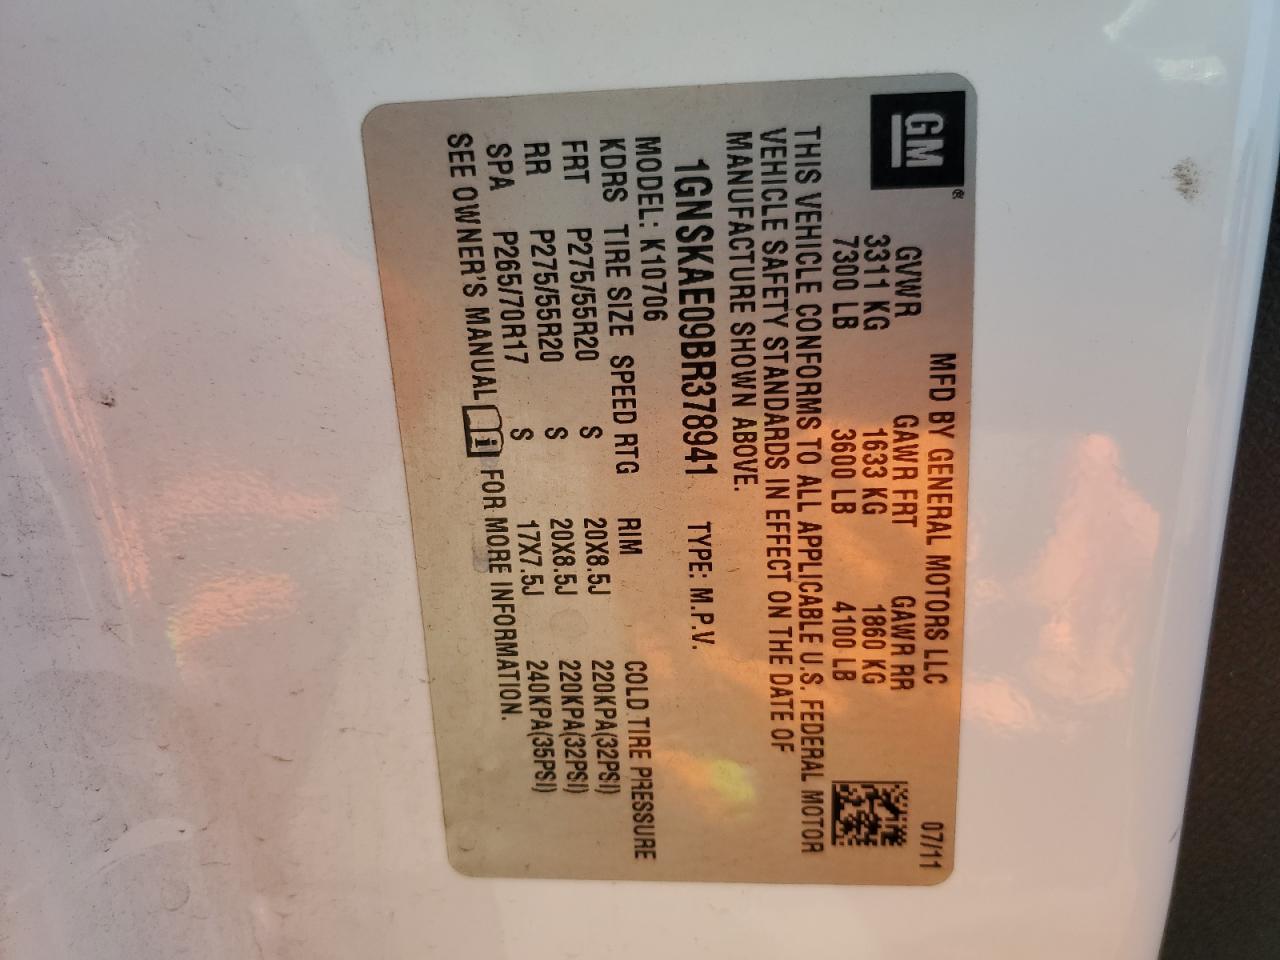 GM®
MFD BY GENERAL MOTORS LLC 07/11
GVWR GAWR FRT GAWR RR
3311 KG 1633 KG 1860 KG
7300 LB 3600 LB 4100 LB
THIS VEHICLE CONFORMS TO ALL APPLICABLE U.S. FEDERAL MOTOR
VEHICLE SAFETY STANDARDS IN EFFECT ON THE DATE OF
MANUFACTURE SHOWN ABOVE.
1GNSKAE09BR378941 TYPE: M.P.V.
MODEL: K10706
KDRS TIRE SIZE SPEED RTG RIM COLD TIRE PRESSURE
FRT P275/55R20 S 20X8.5J 220KPA(32PSI)
RR P275/55R20 S 20X8.5J 220KPA(32PSI)
SPA P265/70R17 S 17X7.5J 240KPA(35PSI)
SEE OWNER'S MANUAL i FOR MORE INFORMATION.